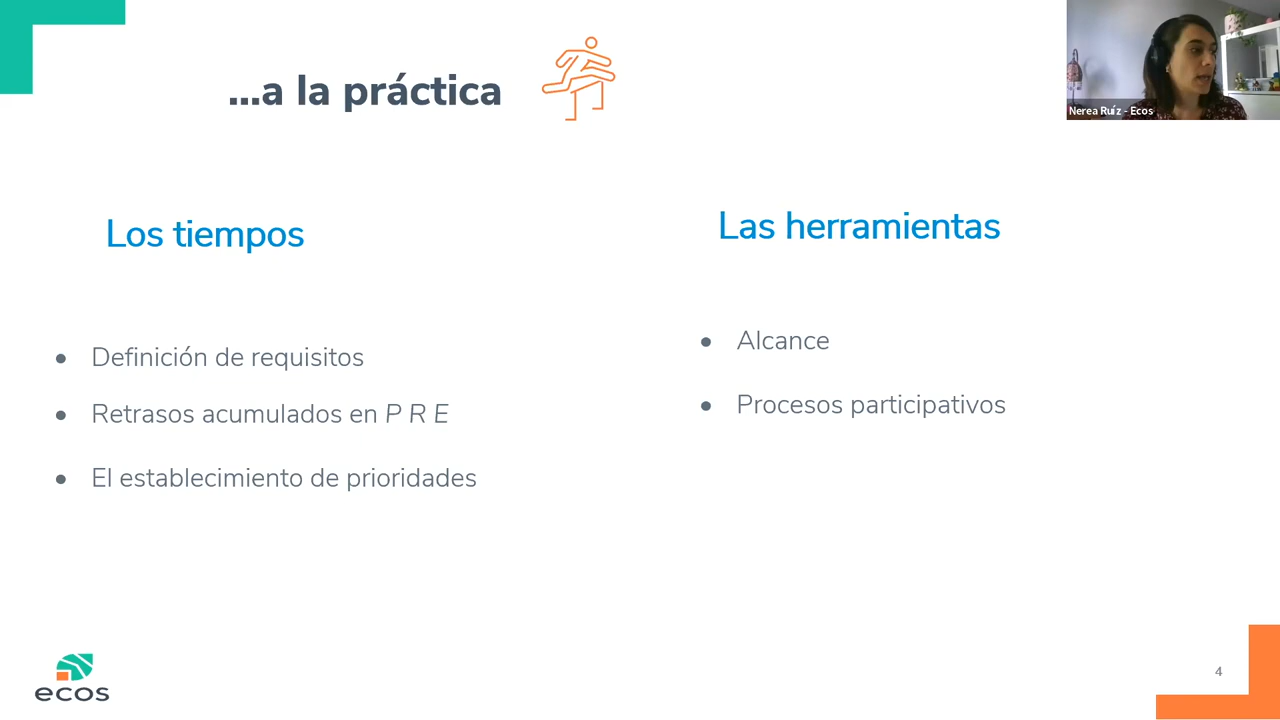 ...a la práctica
Nerea Ruíz - Ecos
Los tiempos
Definición de requisitos
Retrasos acumulados en P R E
El establecimiento de prioridades
Las herramientas
Alcance
Procesos participativos
ecos
4